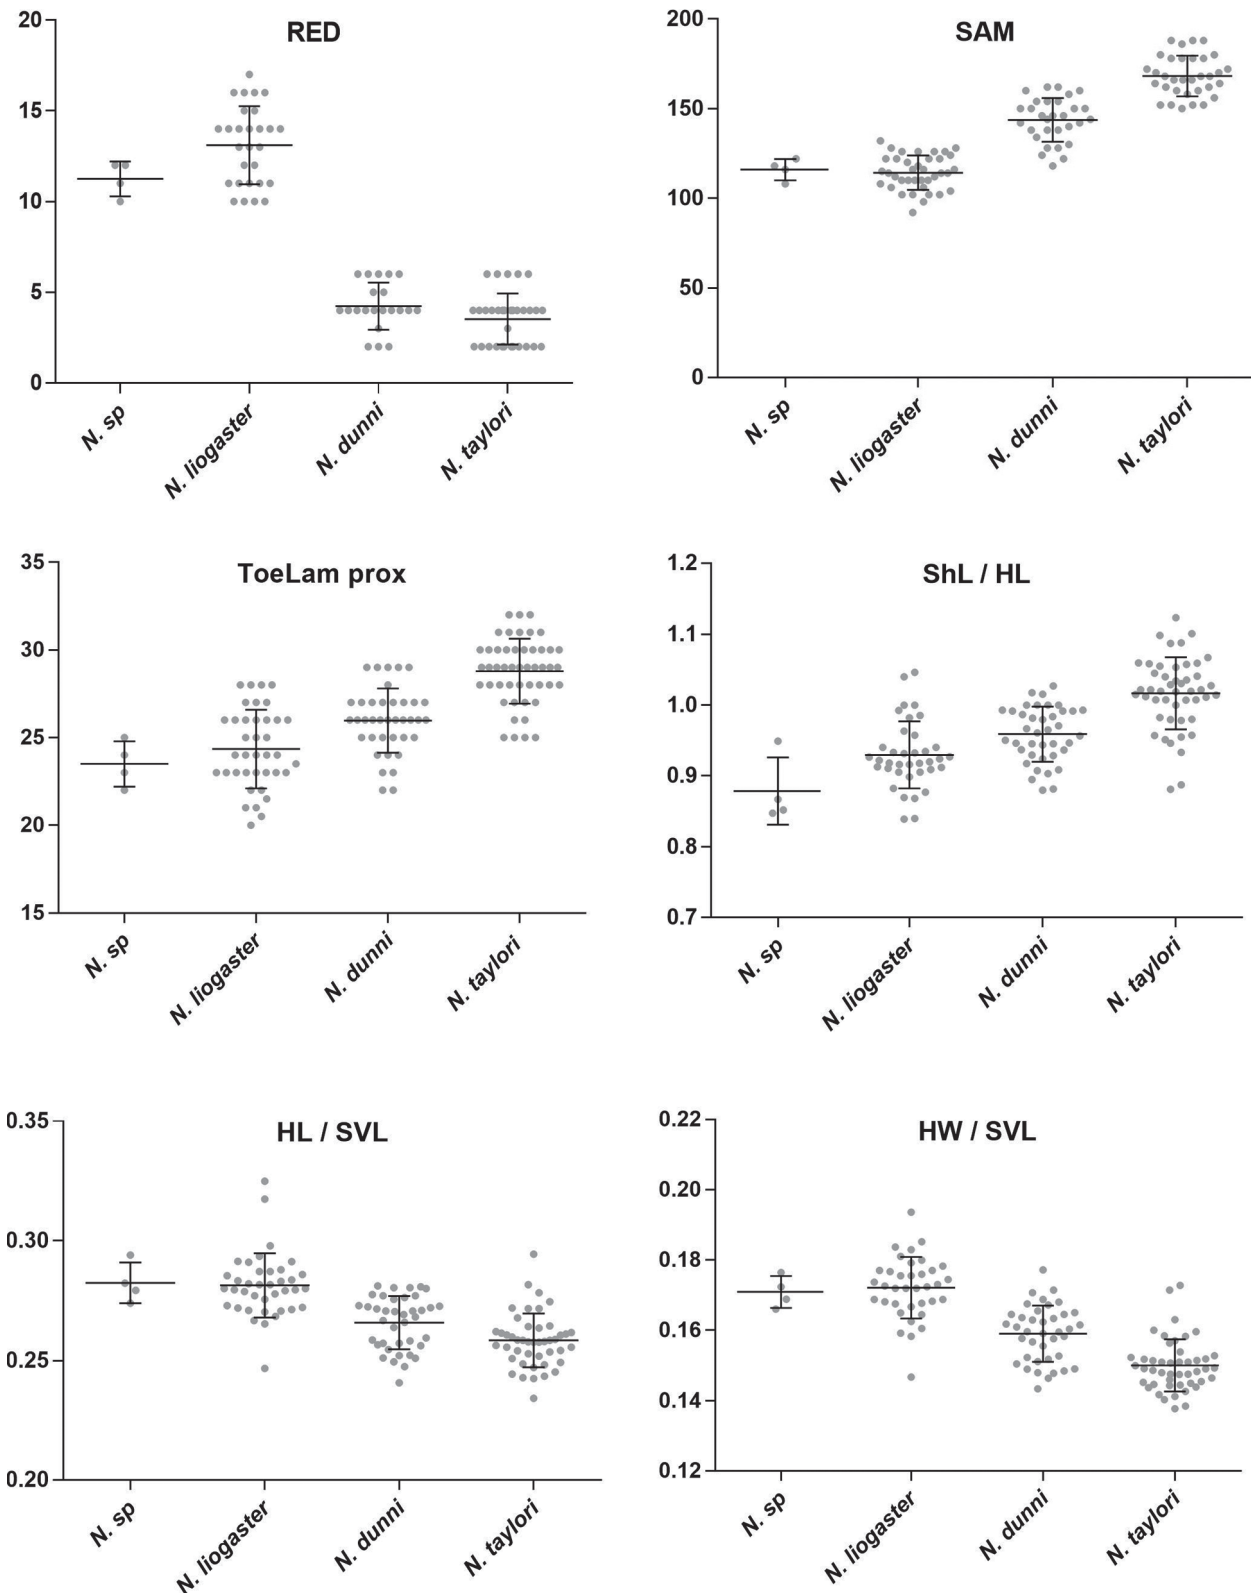 RED
20
15
10
5
0
N. sp
N. liogaster
N. dunni
N. taylori
SAM
200
150
100
50
0
N. sp
N. liogaster
N. dunni
N. taylori
ToeLam prox
35
30
25
20
15
N. sp
N. liogaster
N. dunni
N. taylori
ShL / HL
1.2
1.1
1.0
0.9
0.8
0.7
N. sp
N. liogaster
N. dunni
N. taylori
HL / SVL
0.35
0.30
0.25
0.20
N. sp
N. liogaster
N. dunni
N. taylori
HW / SVL
0.22
0.20
0.18
0.16
0.14
0.12
N. sp
N. liogaster
N. dunni
N. taylori